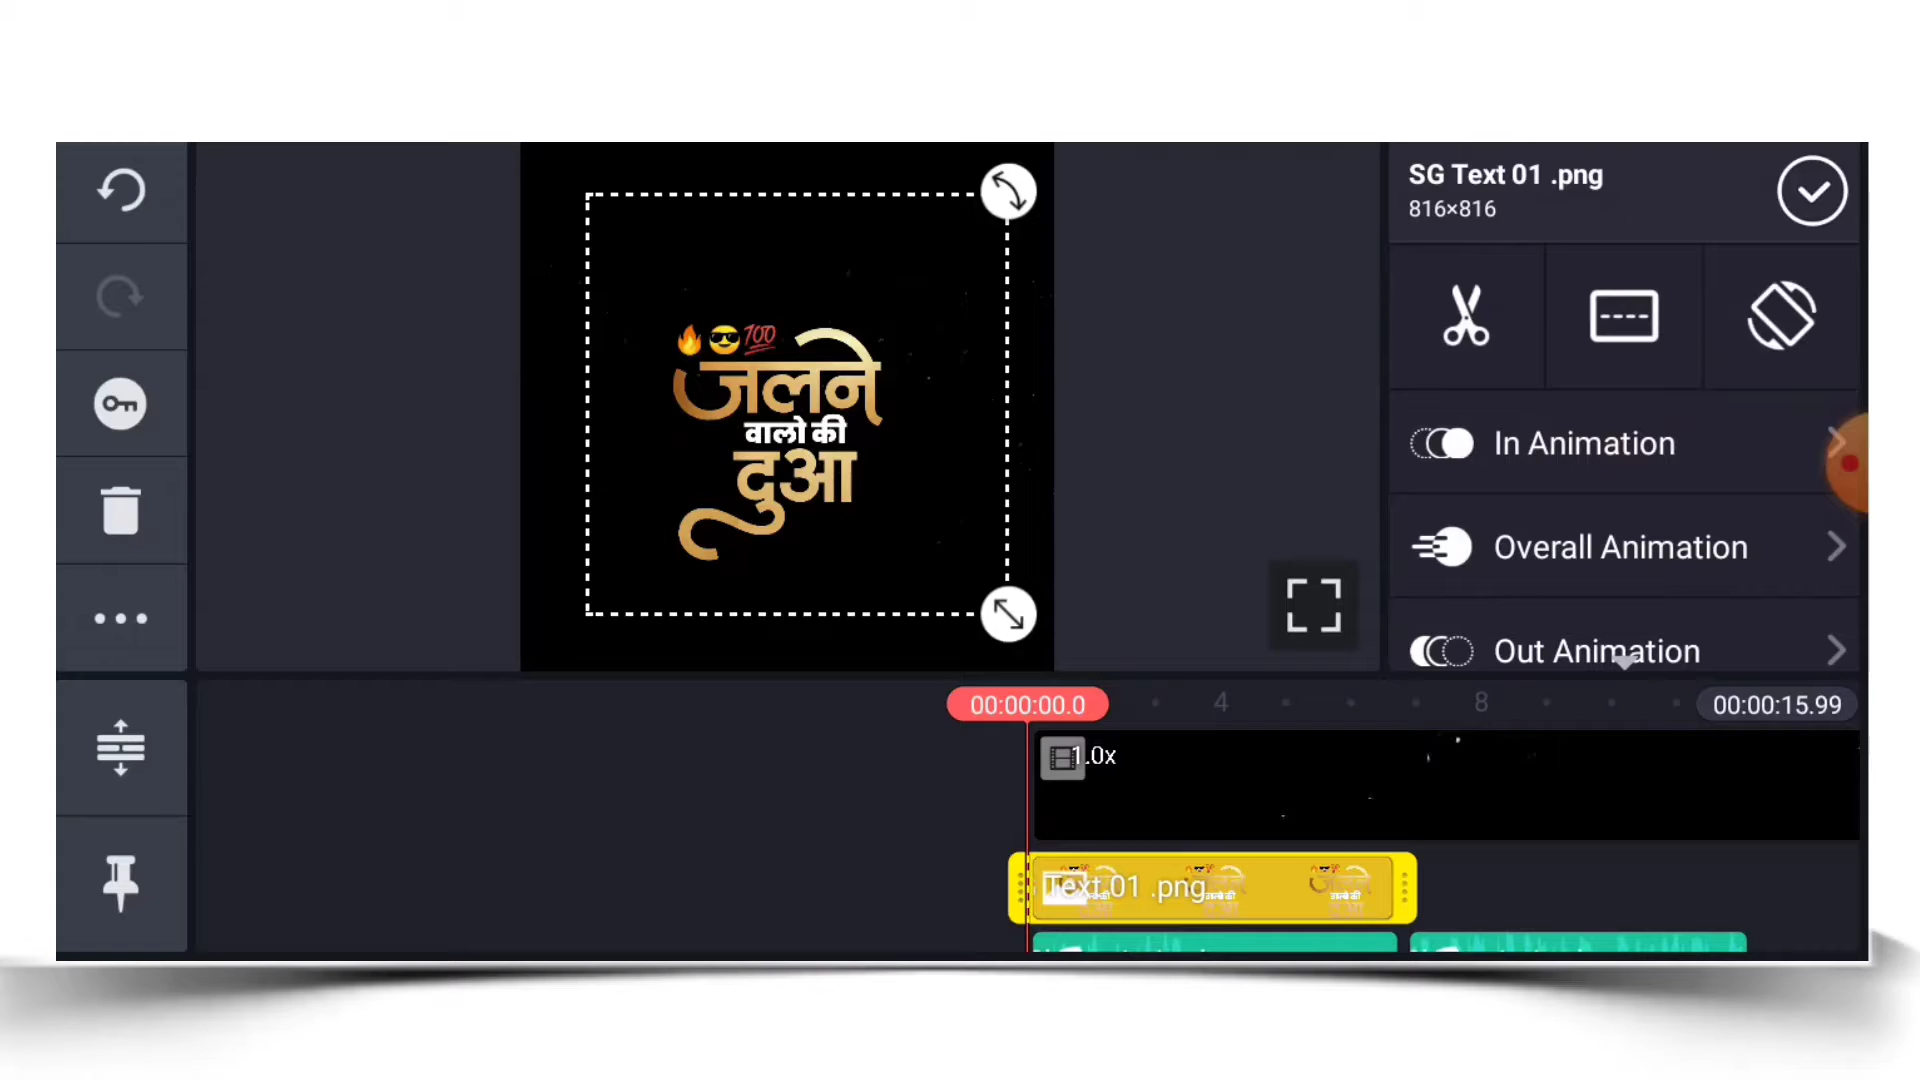 SG Text 01 .png
816×816
💯
जलने
वालो की
दुआ
In Animation
Overall Animation
Out Animation
00:00:00.0
4
8
00:00:15.99
1.0x
Text 01 .png